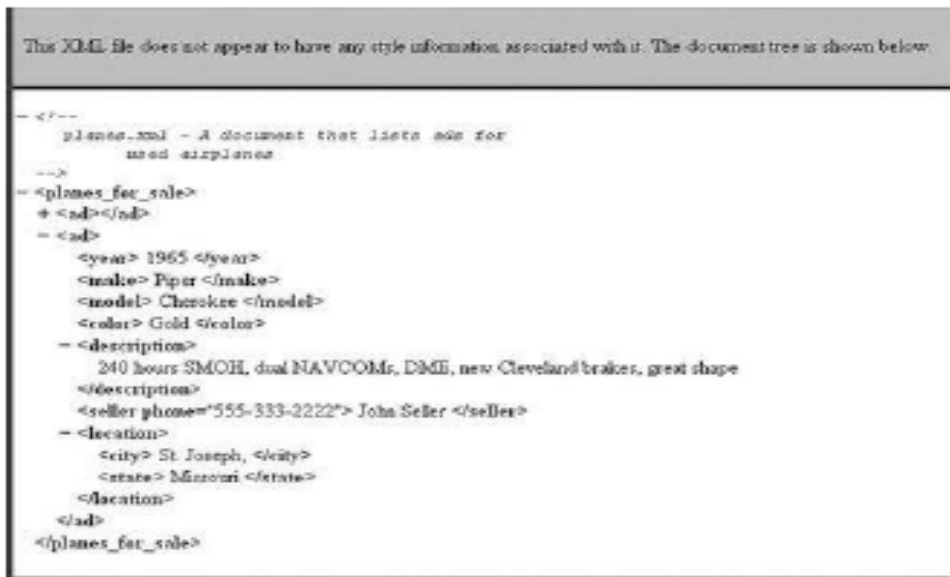 This XML file does not appear to have any style information associated with it. The document tree is shown below.
- <!--
planes.xml - A document that lists ads for
used airplanes
-->
- <planes_for_sale>
+ <ad></ad>
- <ad>
<year> 1965 </year>
<make> Piper </make>
<model> Cherokee </model>
<color> Gold </color>
- <description>
240 hours SMOH, dual NAVCOMs, DME, new Cleveland brakes, great shape
</description>
<seller phone="555-333-2222"> John Seller </seller>
- <location>
<city> St. Joseph, </city>
<state> Missouri </state>
</location>
</ad>
</planes_for_sale>